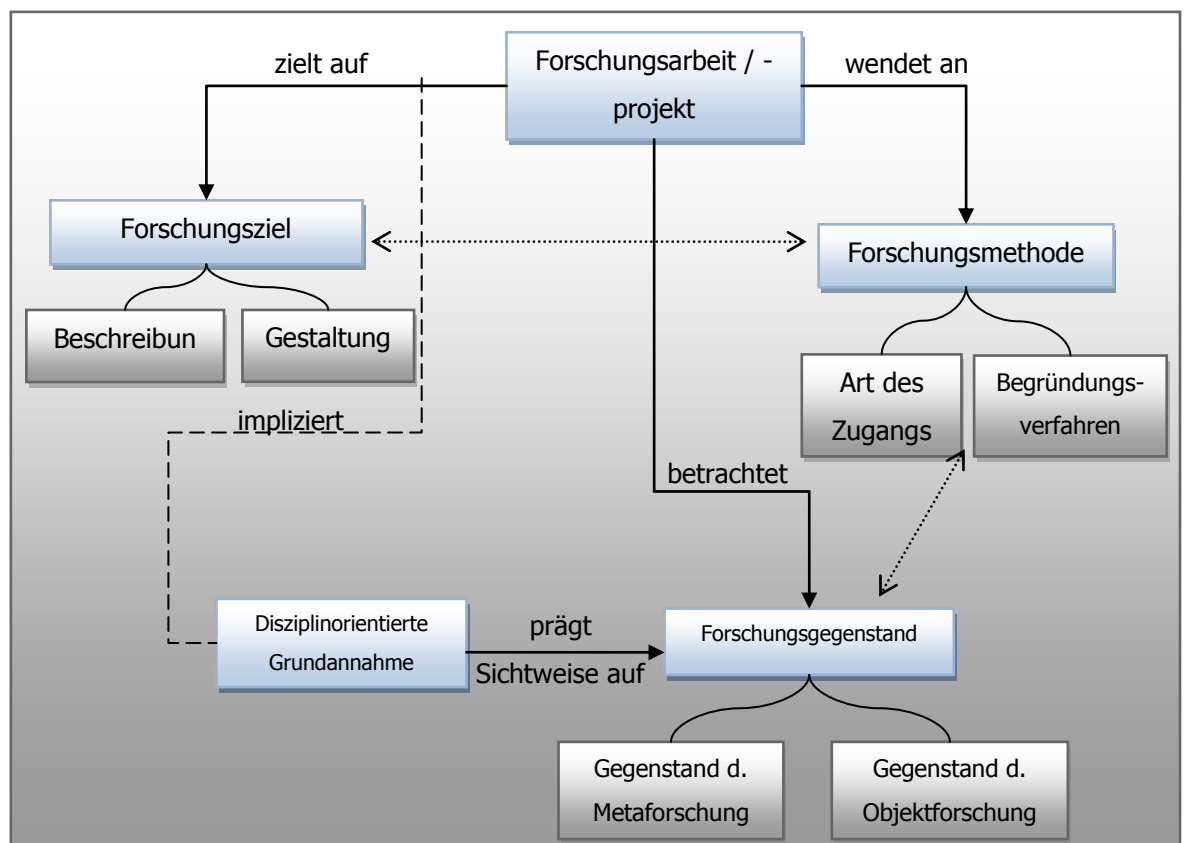 zielt auf
Forschungsarbeit / -
projekt
wendet an
Forschungsziel
Forschungsmethode
Beschreibun
Gestaltung
Art des
Zugangs
Begründungs-
verfahren
impliziert
betrachtet
Disziplinorientierte
Grundannahme
prägt
Sichtweise auf
Forschungsgegenstand
Gegenstand d.
Metaforschung
Gegenstand d.
Objektforschung